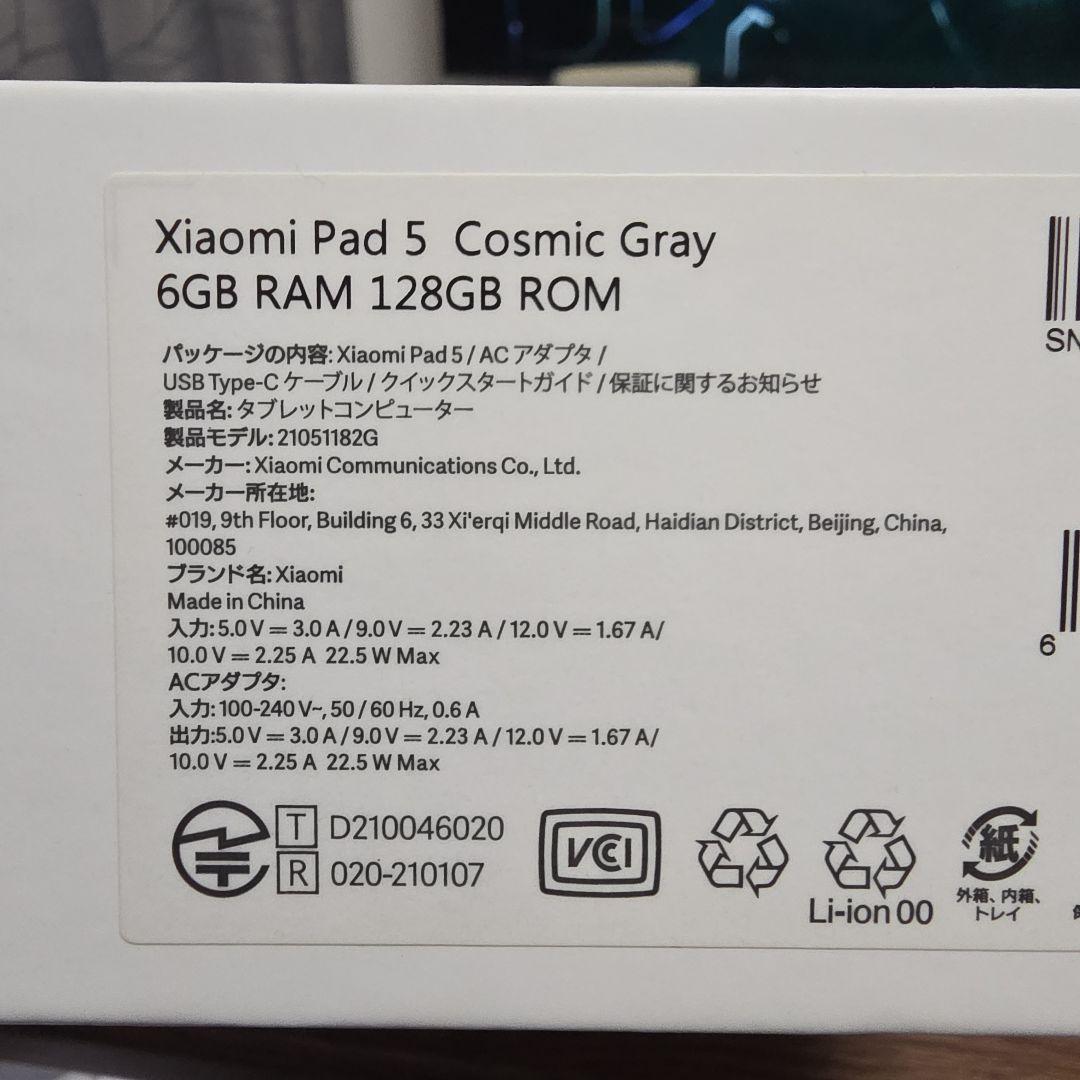 Xiaomi Pad 5 Cosmic Gray
6GB RAM 128GB ROM
パッケージの内容: Xiaomi Pad 5 / AC アダプタ /
USB Type-C ケーブル / クイックスタートガイド / 保証に関するお知らせ
製品名: タブレットコンピューター
製品モデル: 21051182G
メーカー: Xiaomi Communications Co., Ltd.
メーカー所在地:
#019, 9th Floor, Building 6, 33 Xi'erqi Middle Road, Haidian District, Beijing, China,
100085
ブランド名: Xiaomi
Made in China
入力: 5.0 V ⎓ 3.0 A / 9.0 V ⎓ 2.23 A / 12.0 V ⎓ 1.67 A/
10.0 V ⎓ 2.25 A 22.5 W Max
ACアダプタ:
入力: 100-240 V~, 50 / 60 Hz, 0.6 A
出力:5.0 V ⎓ 3.0 A / 9.0 V ⎓ 2.23 A / 12.0 V ⎓ 1.67 A/
10.0 V ⎓ 2.25 A 22.5 W Max
T D210046020
R 020-210107
VCCI
Li-ion 00
紙
外箱、内箱、
トレイ
SN
6